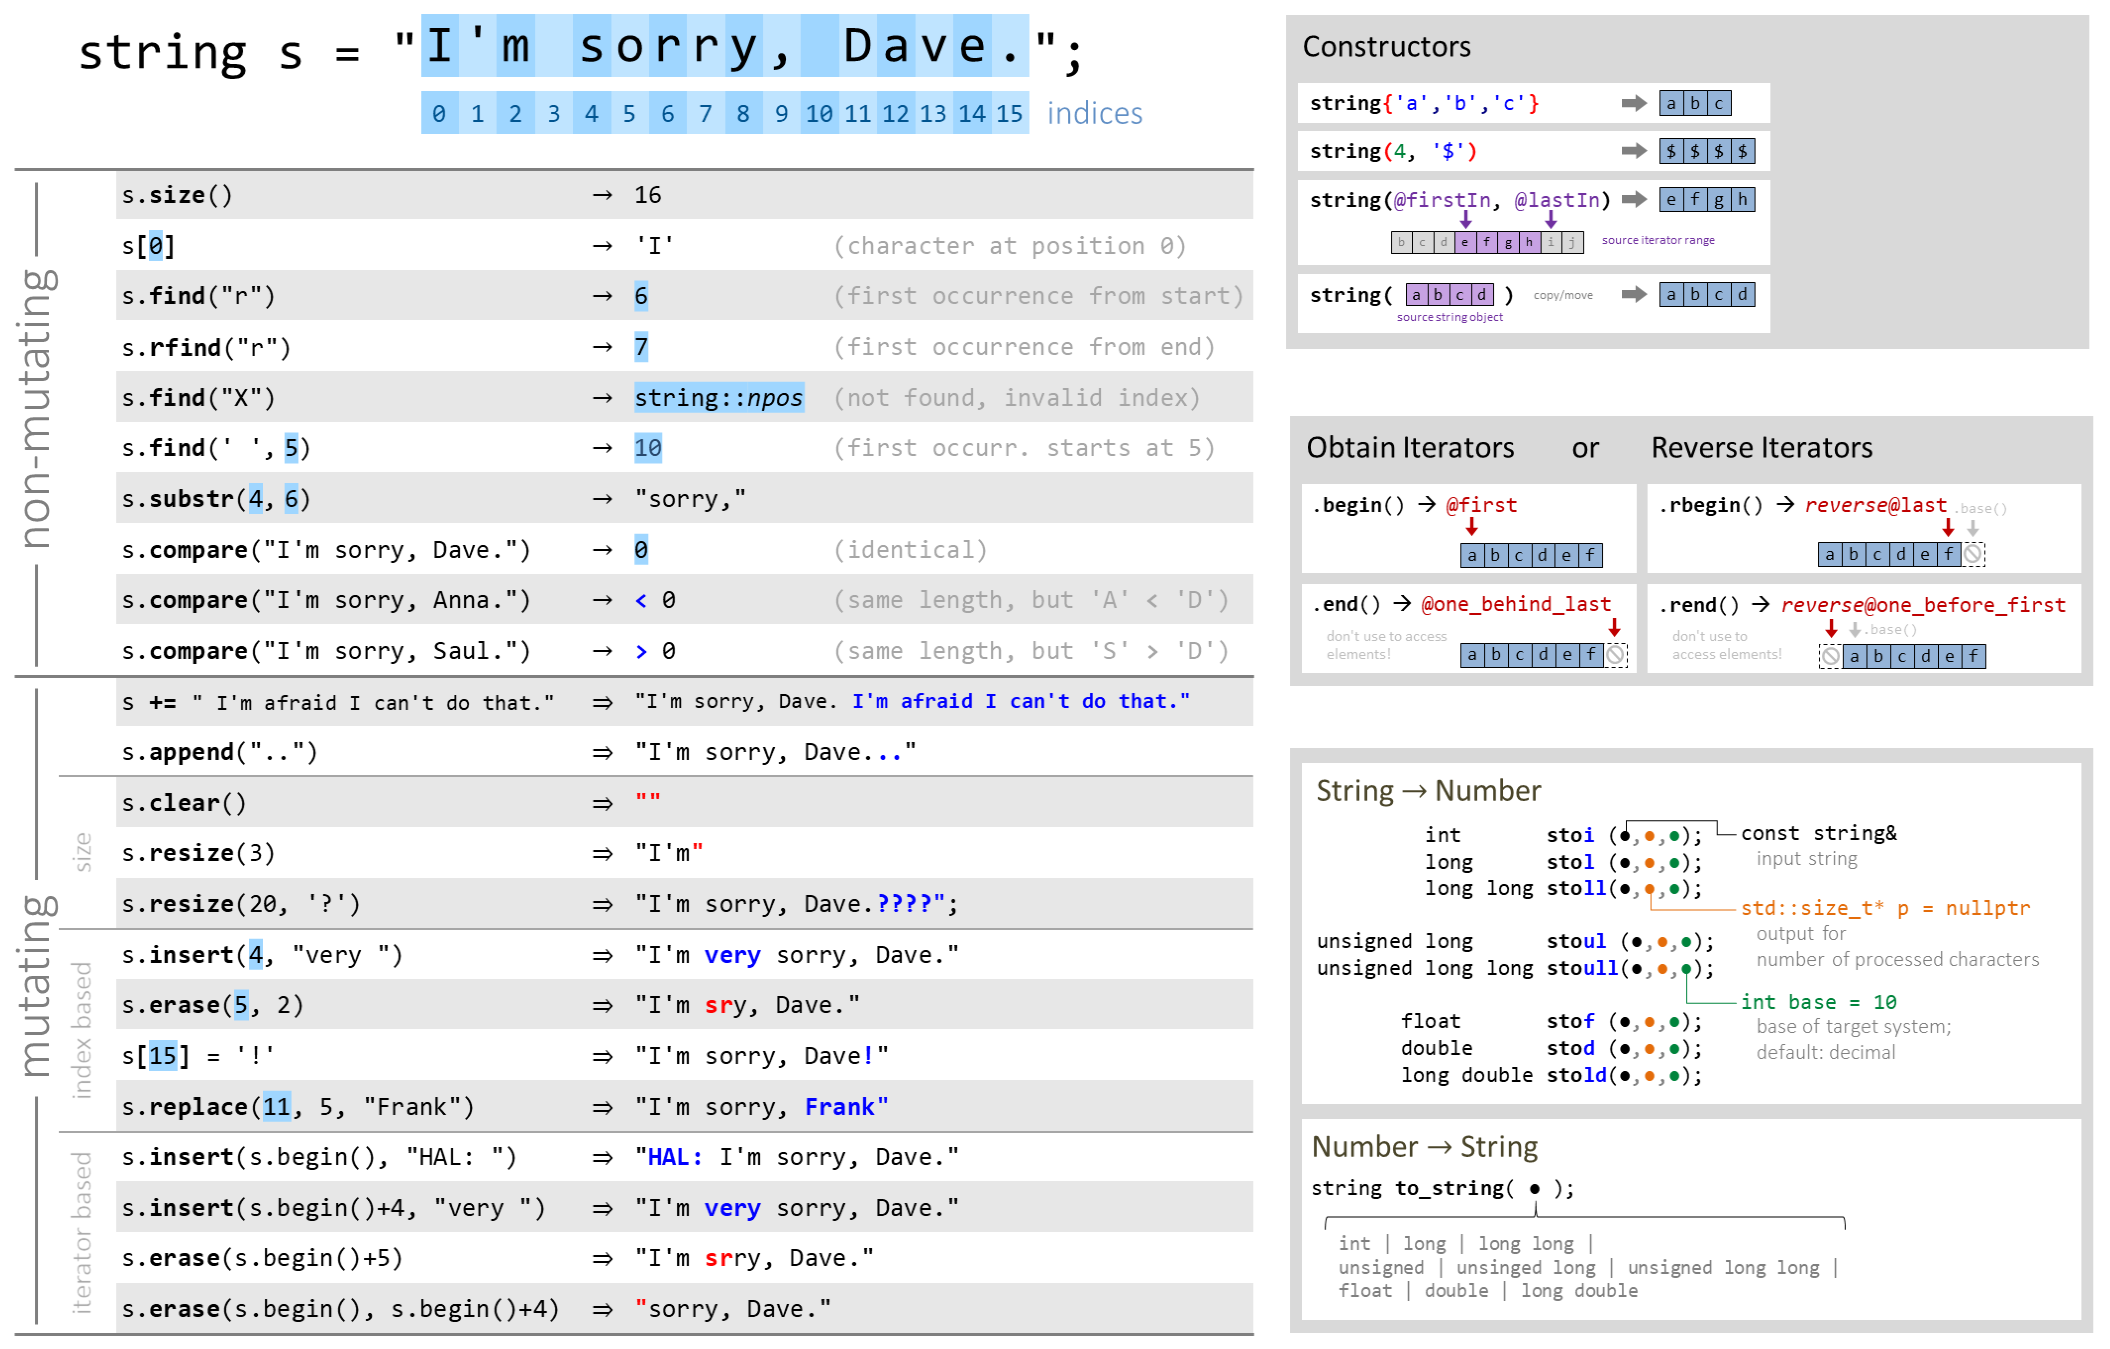 string s = "I'm sorry, Dave.";
0 1 2 3 4 5 6 7 8 9 10 11 12 13 14 15 indices
non-mutating
s.size() → 16
s[0] → 'I' (character at position 0)
s.find("r") → 6 (first occurrence from start)
s.rfind("r") → 7 (first occurrence from end)
s.find("X") → string::npos (not found, invalid index)
s.find(' ', 5) → 10 (first occurr. starts at 5)
s.substr(4, 6) → "sorry,"
s.compare("I'm sorry, Dave.") → 0 (identical)
s.compare("I'm sorry, Anna.") → < 0 (same length, but 'A' < 'D')
s.compare("I'm sorry, Saul.") → > 0 (same length, but 'S' > 'D')
mutating
s += " I'm afraid I can't do that." ⇒ "I'm sorry, Dave. I'm afraid I can't do that."
s.append("..") ⇒ "I'm sorry, Dave..."
size
s.clear() ⇒ ""
s.resize(3) ⇒ "I'm"
s.resize(20, '?') ⇒ "I'm sorry, Dave.????";
index based
s.insert(4, "very ") ⇒ "I'm very sorry, Dave."
s.erase(5, 2) ⇒ "I'm sry, Dave."
s[15] = '!' ⇒ "I'm sorry, Dave!"
s.replace(11, 5, "Frank") ⇒ "I'm sorry, Frank"
iterator based
s.insert(s.begin(), "HAL: ") ⇒ "HAL: I'm sorry, Dave."
s.insert(s.begin()+4, "very ") ⇒ "I'm very sorry, Dave."
s.erase(s.begin()+5) ⇒ "I'm srry, Dave."
s.erase(s.begin(), s.begin()+4) ⇒ "sorry, Dave."
Constructors
string{'a','b','c'} a b c
string(4, '$') $ $ $ $
string(@firstIn, @lastIn) e f g h
b c d e f g h i j source iterator range
string( a b c d ) copy/move a b c d
source string object
Obtain Iterators or Reverse Iterators
.begin() → @first
a b c d e f
.rbegin() → reverse@last .base()
a b c d e f
.end() → @one_behind_last
don't use to access
elements!
a b c d e f
.rend() → reverse@one_before_first
.base()
don't use to
access elements!
a b c d e f
String → Number
int stoi (●,●,●); const string&
input string
long stol (●,●,●);
long long stoll(●,●,●);
std::size_t* p = nullptr
output for
number of processed characters
unsigned long stoul (●,●,●);
unsigned long long stoull(●,●,●);
int base = 10
base of target system;
default: decimal
float stof (●,●,●);
double stod (●,●,●);
long double stold(●,●,●);
Number → String
string to_string( ● );
int | long | long long |
unsigned | unsinged long | unsigned long long |
float | double | long double